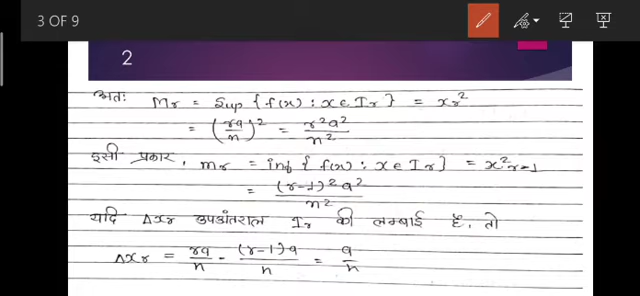 3 OF 9
2
अतः Mr = Sup {f(x) : x ∈ Ir} = xr²
= (ra/n)² = r²a²/n²
इसी प्रकार, mr = inf {f(x) : x ∈ Ir} = x²r-1
= (r-1)²a²/n²
यदि Δxr उपअंतराल Ir की लम्बाई है, तो
Δxr = ra/n - (r-1)a/n = a/n